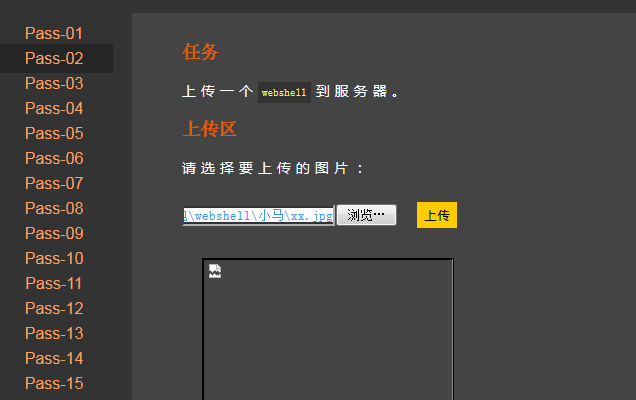 Pass-01
Pass-02
Pass-03
Pass-04
Pass-05
Pass-06
Pass-07
Pass-08
Pass-09
Pass-10
Pass-11
Pass-12
Pass-13
Pass-14
Pass-15
任务
上传一个 webshell 到服务器。
上传区
请选择要上传的图片：
\webshell\小马\xx.jpg 浏览… 上传